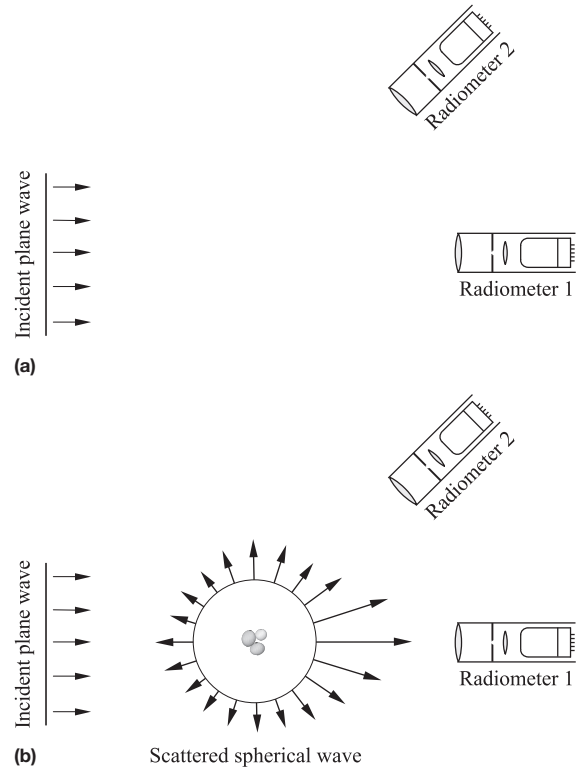 Radiometer 2
Incident plane wave
Radiometer 1
(a)
Radiometer 2
Incident plane wave
Radiometer 1
(b)
Scattered spherical wave